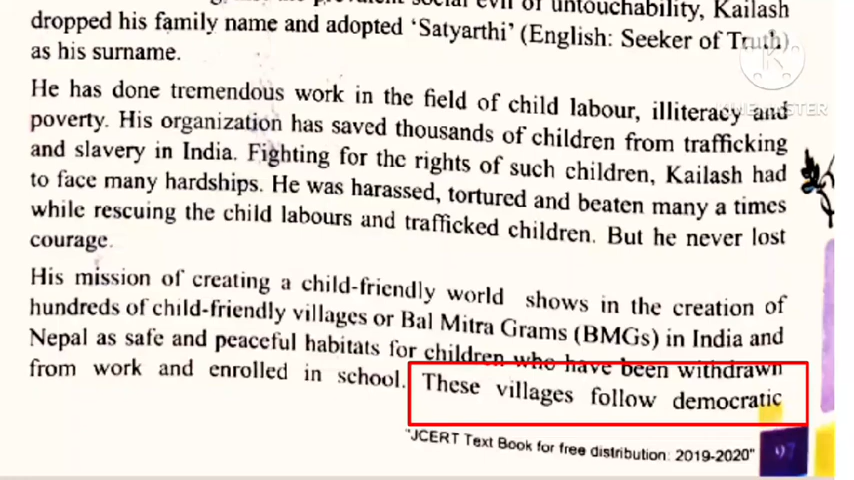 untouchability, Kailash
dropped his family name and adopted 'Satyarthi' (English: Seeker of Truth)
as his surname.
He has done tremendous work in the field of child labour, illiteracy and
poverty. His organization has saved thousands of children from trafficking
and slavery in India. Fighting for the rights of such children, Kailash had
to face many hardships. He was harassed, tortured and beaten many a times
while rescuing the child labours and trafficked children. But he never lost
courage.
His mission of creating a child-friendly world shows in the creation of
hundreds of child-friendly villages or Bal Mitra Grams (BMGs) in India and
Nepal as safe and peaceful habitats for children who have been withdrawn
from work and enrolled in school. These villages follow democratic
"JCERT Text Book for free distribution: 2019-2020"
97